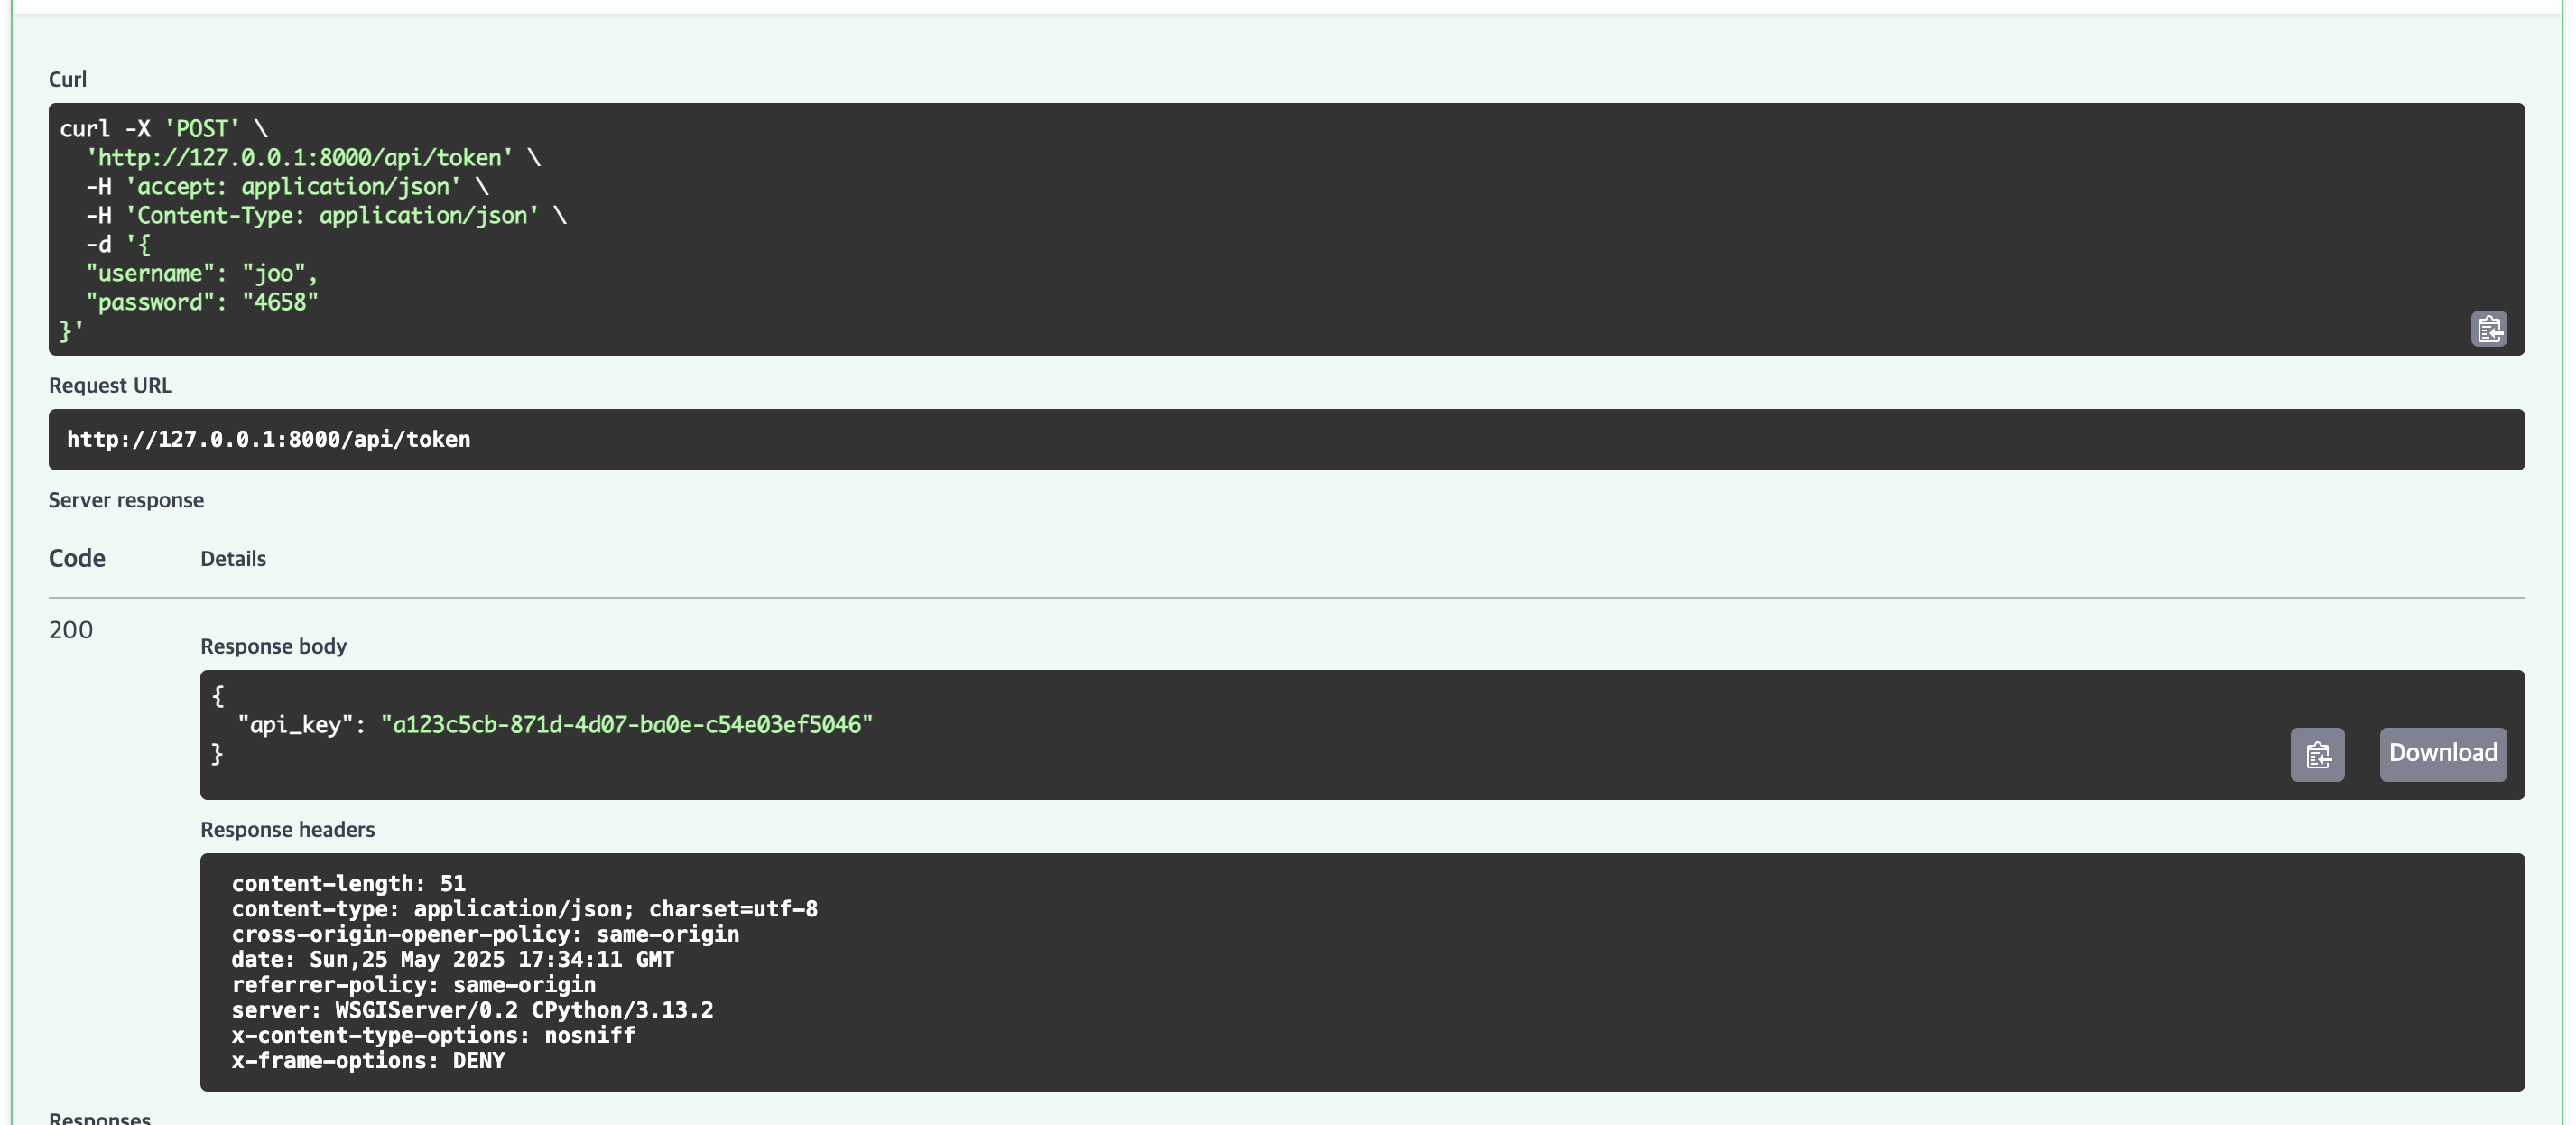 Curl
curl -X 'POST' \
  'http://127.0.0.1:8000/api/token' \
  -H 'accept: application/json' \
  -H 'Content-Type: application/json' \
  -d '{
  "username": "joo",
  "password": "4658"
}'
Request URL
http://127.0.0.1:8000/api/token
Server response
Code Details
200
Response body
{
  "api_key": "a123c5cb-871d-4d07-ba0e-c54e03ef5046"
}
Download
Response headers
content-length: 51
content-type: application/json; charset=utf-8
cross-origin-opener-policy: same-origin
date: Sun,25 May 2025 17:34:11 GMT
referrer-policy: same-origin
server: WSGIServer/0.2 CPython/3.13.2
x-content-type-options: nosniff
x-frame-options: DENY
Responses